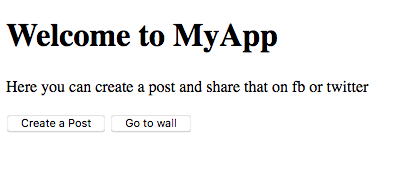 Welcome to MyApp
Here you can create a post and share that on fb or twitter
Create a Post Go to wall